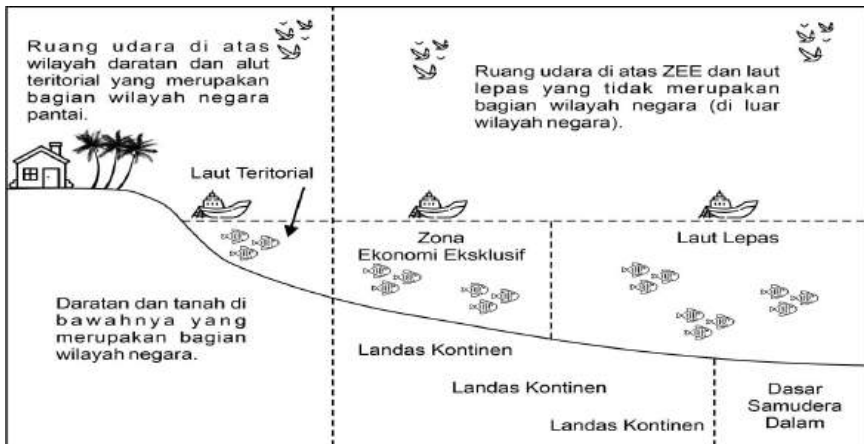 Ruang udara di atas
wilayah daratan dan alut
teritorial yang merupakan
bagian wilayah negara
pantai.
Ruang udara di atas ZEE dan laut
lepas yang tidak merupakan
bagian wilayah negara (di luar
wilayah negara).
Laut Teritorial
Zona
Ekonomi Eksklusif
Laut Lepas
Daratan dan tanah di
bawahnya yang
merupakan bagian
wilayah negara.
Landas Kontinen
Landas Kontinen
Landas Kontinen
Dasar
Samudera
Dalam